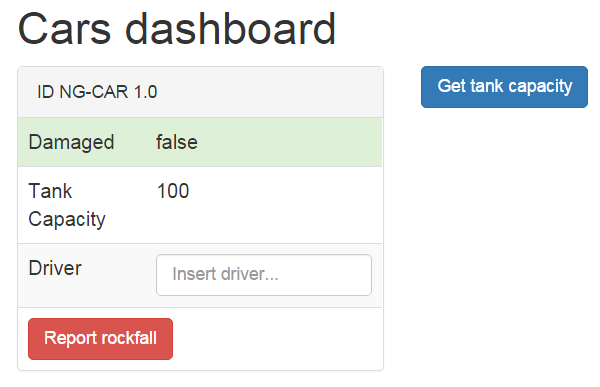 Cars dashboard
ID NG-CAR 1.0
Get tank capacity
Damaged false
Tank Capacity 100
Driver Insert driver...
Report rockfall